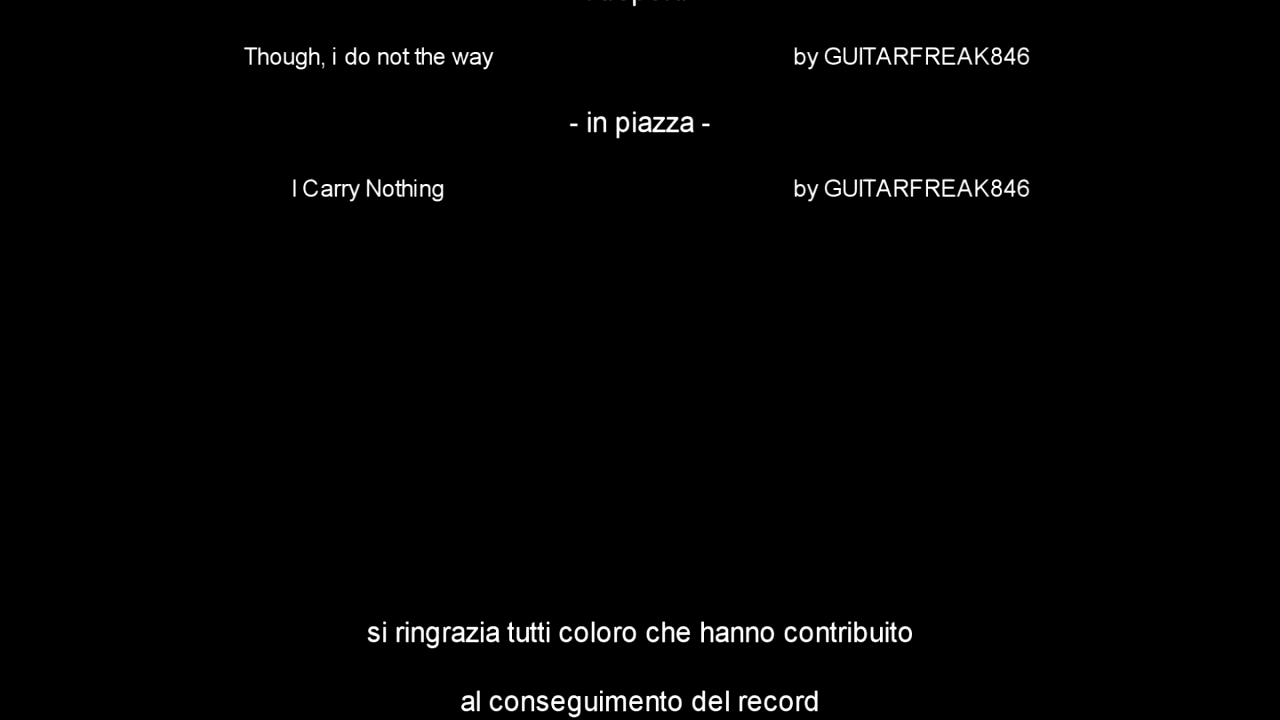 Though, i do not the way by GUITARFREAK846
- in piazza -
I Carry Nothing by GUITARFREAK846
si ringrazia tutti coloro che hanno contribuito
al conseguimento del record